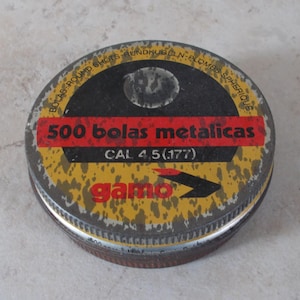 500 bolas metalicas
CAL 4,5 (.177)
gamo